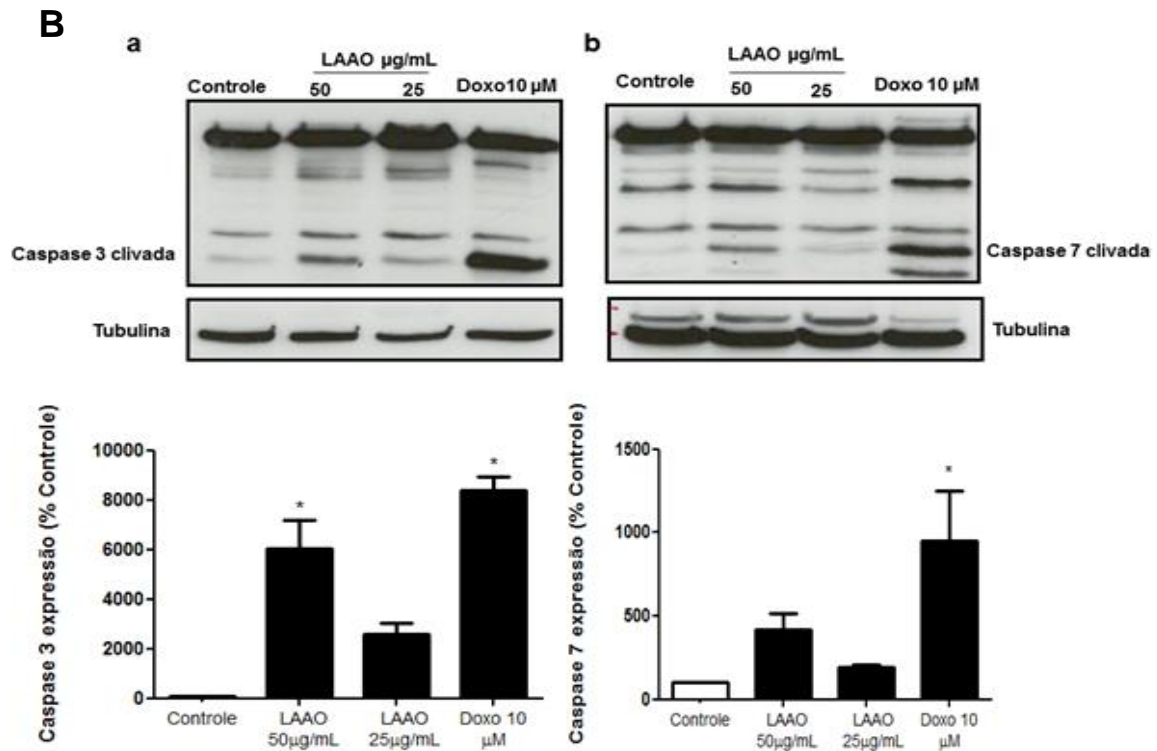 B
a
LAAO µg/mL
Controle 50 25 Doxo10 µM
Caspase 3 clivada
Tubulina
b
LAAO µg/mL
Controle 50 25 Doxo 10 µM
Caspase 7 clivada
Tubulina
Caspase 3 expressão (% Controle)
10000
8000
6000
4000
2000
0
*
*
Controle LAAO LAAO Doxo 10
50µg/mL 25µg/mL µM
Caspase 7 expressão (% Controle)
1500
1000
500
0
*
Controle LAAO LAAO Doxo 10
50µg/mL 25µg/mL µM